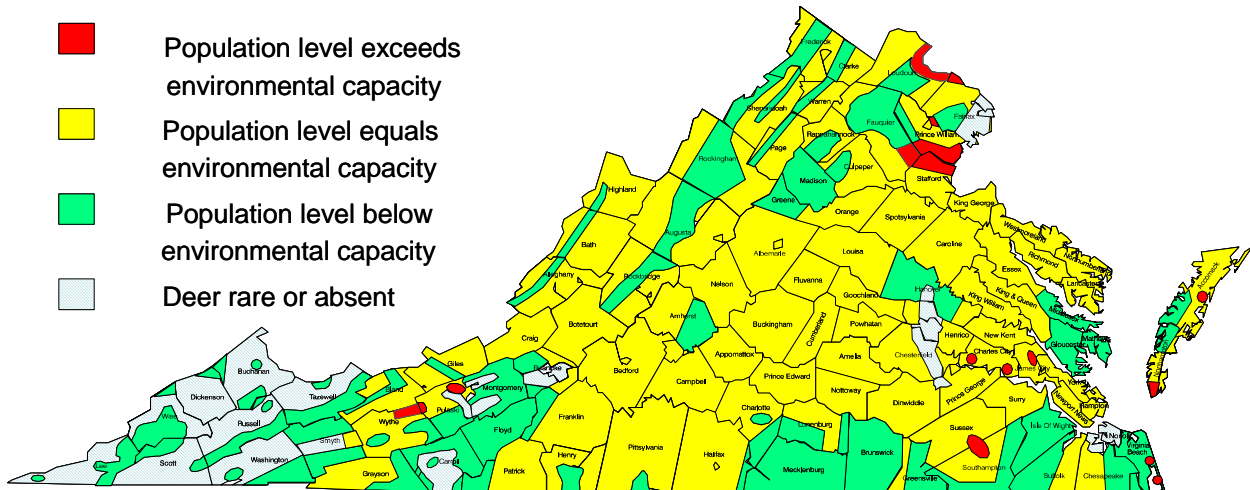 Population level exceeds
environmental capacity
Population level equals
environmental capacity
Population level below
environmental capacity
Deer rare or absent
Frederick
Clarke
Loudoun
Shenandoah
Warren
Fauquier
Fairfax
Prince William
Rappahannock
Page
Rockingham
Culpeper
Madison
Stafford
Highland
Greene
King George
Orange
Spotsylvania
Westmoreland
Augusta
Bath
Albemarle
Louisa
Caroline
Richmond
Essex
Lancaster
Accomack
Alleghany
Rockbridge
Nelson
Fluvanna
Goochland
Hanover
King William
King & Queen
Middlesex
Botetourt
Amherst
Buckingham
Cumberland
Powhatan
Henrico
New Kent
Gloucester
Craig
Appomattox
Amelia
Chesterfield
Charles City
James City
Giles
Roanoke
Bedford
Campbell
Prince Edward
Nottoway
Dinwiddie
Prince George
Surry
York
Newport News
Hampton
Buchanan
Dickenson
Tazewell
Bland
Montgomery
Pulaski
Wise
Russell
Wythe
Floyd
Franklin
Charlotte
Lunenburg
Sussex
Isle Of Wight
Lee
Scott
Washington
Smyth
Carroll
Grayson
Patrick
Henry
Pittsylvania
Halifax
Mecklenburg
Brunswick
Greensville
Southampton
Suffolk
Chesapeake
Virginia
Beach